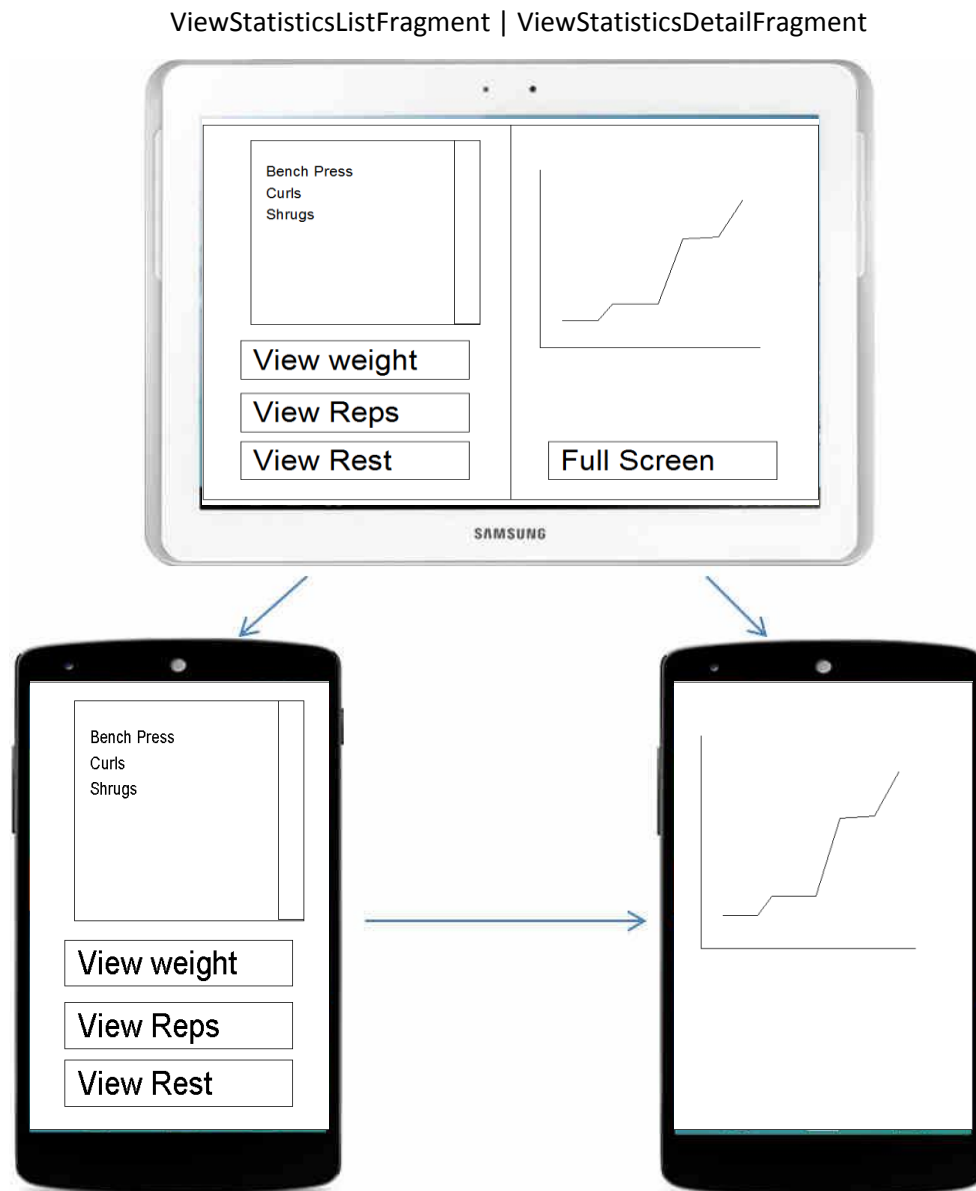 ViewStatisticsListFragment | ViewStatisticsDetailFragment
Bench Press
Curls
Shrugs
View weight
View Reps
View Rest
Full Screen
SAMSUNG
Bench Press
Curls
Shrugs
View weight
View Reps
View Rest